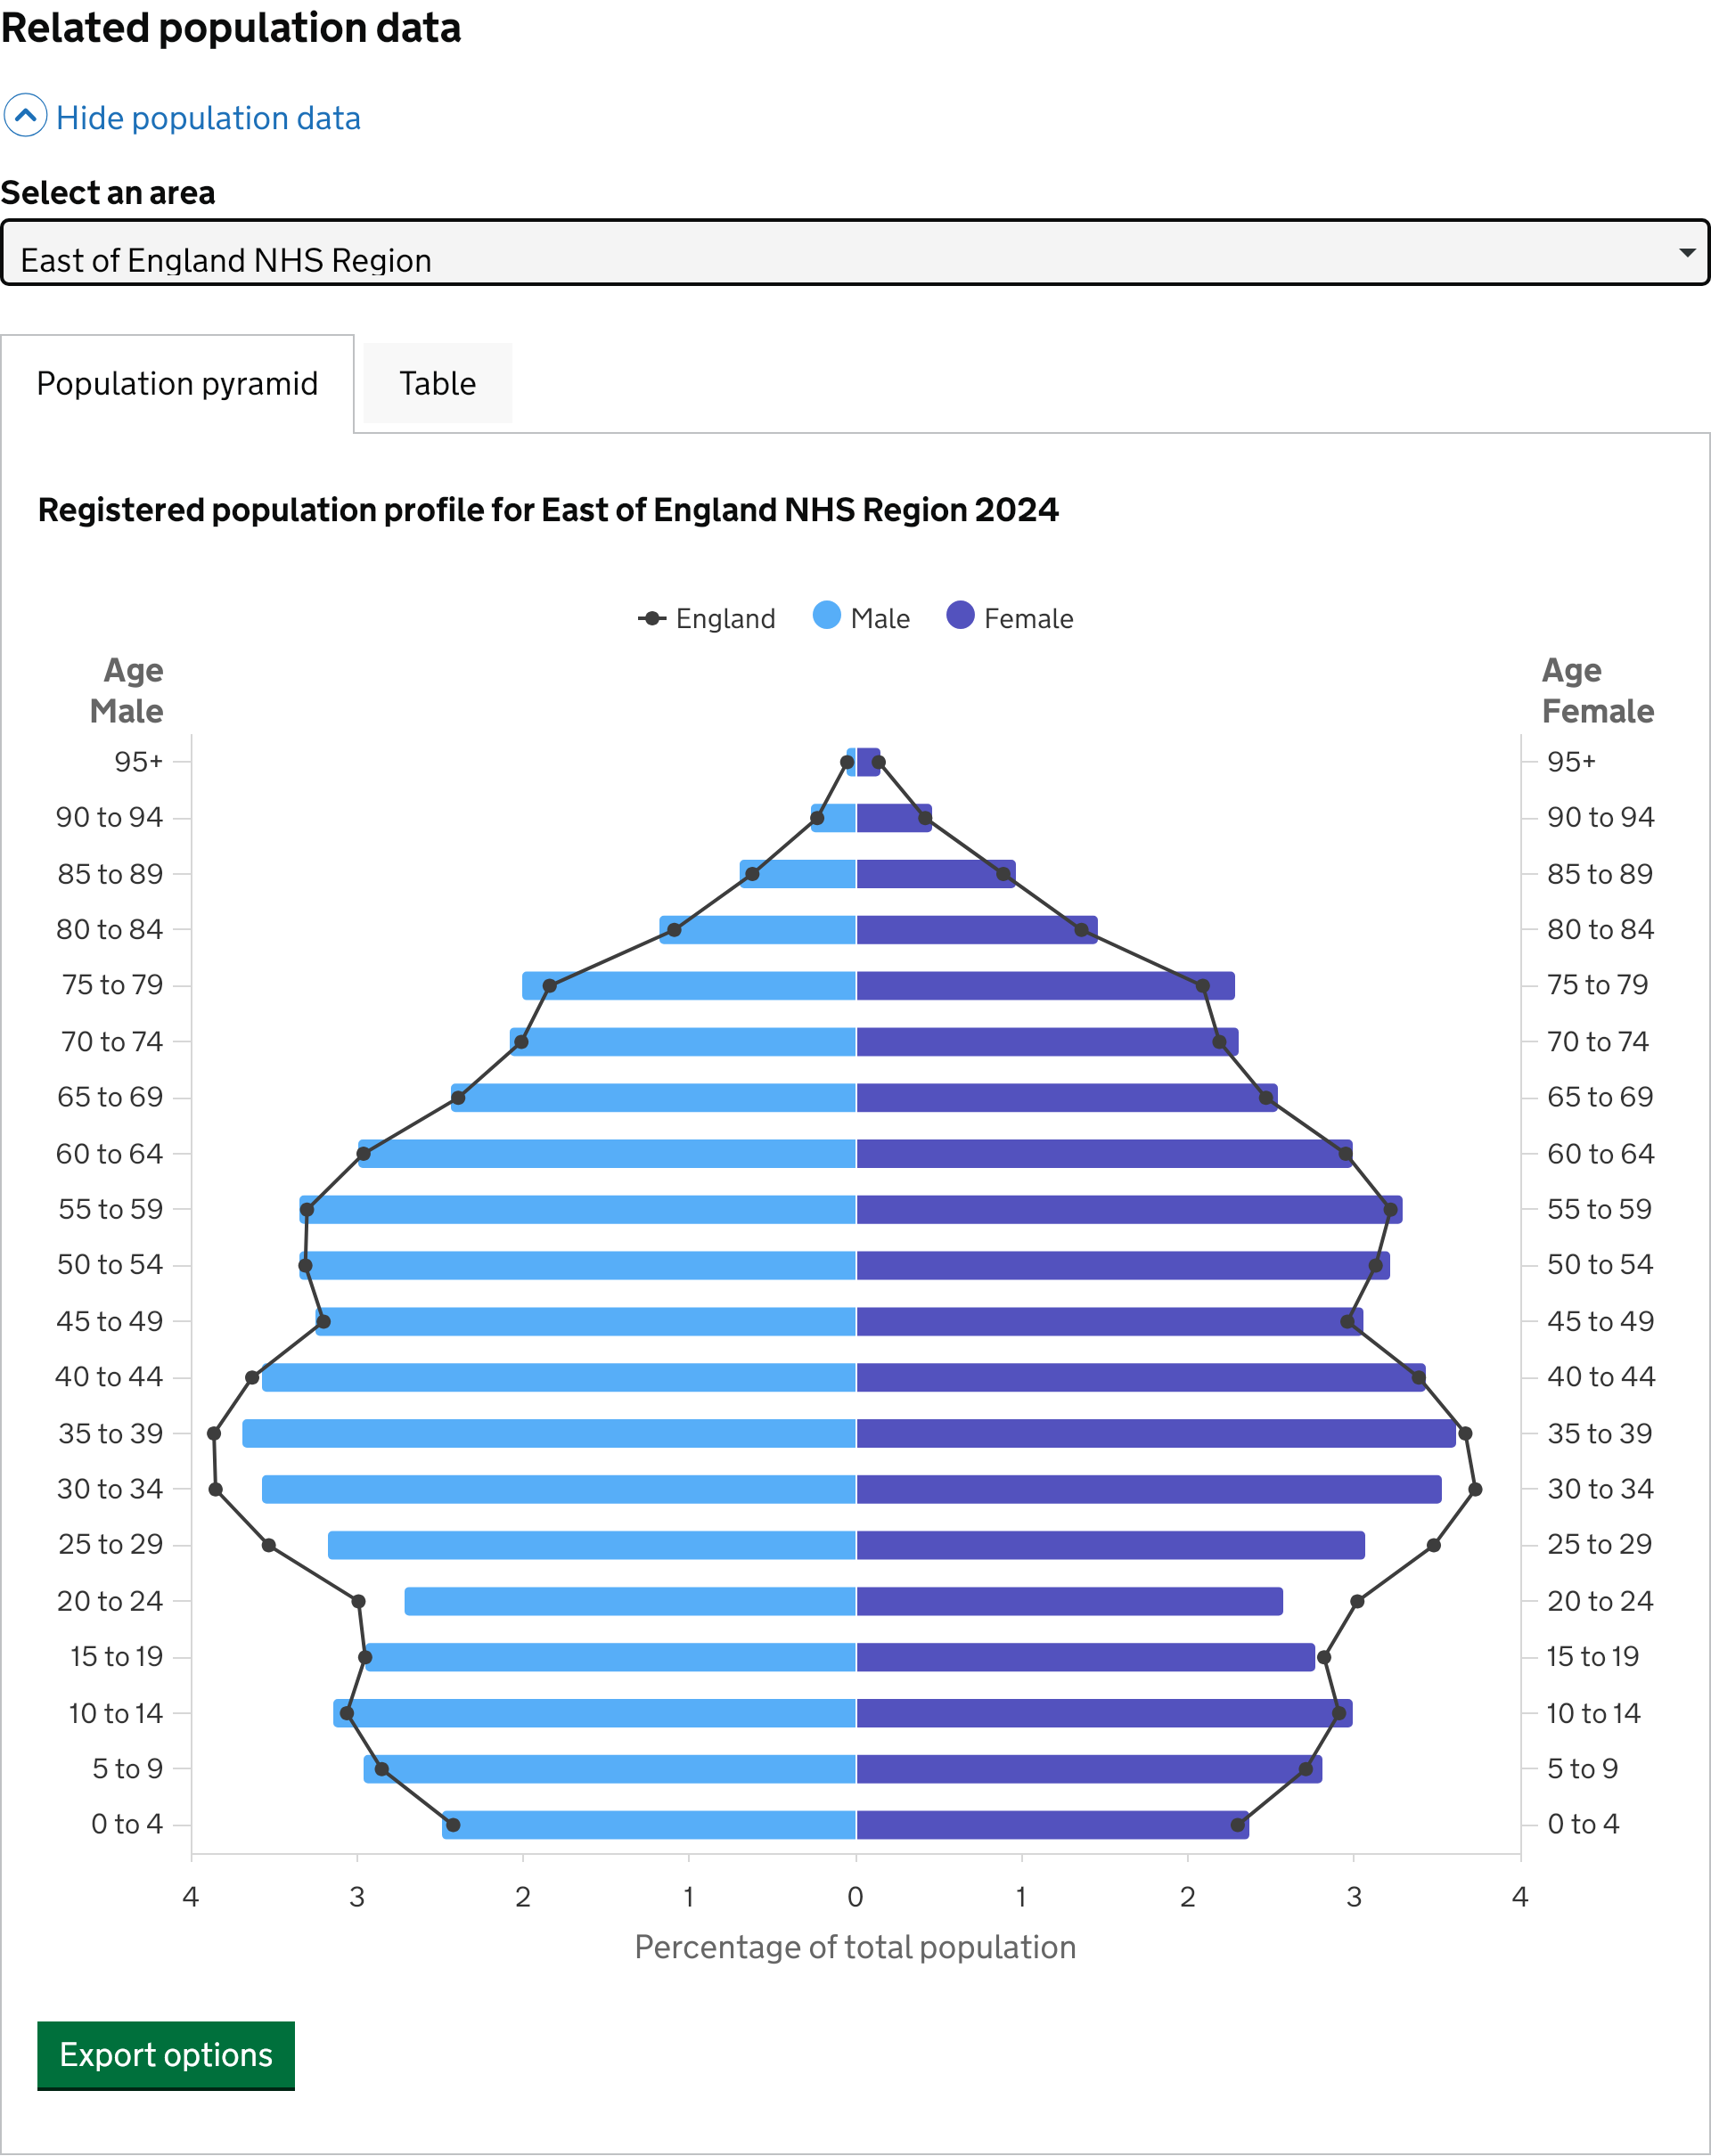 Related population data
Hide population data
Select an area
East of England NHS Region
Population pyramid Table
Registered population profile for East of England NHS Region 2024
England Male Female
Age Male
Age Female
95+ 95+
90 to 94 90 to 94
85 to 89 85 to 89
80 to 84 80 to 84
75 to 79 75 to 79
70 to 74 70 to 74
65 to 69 65 to 69
60 to 64 60 to 64
55 to 59 55 to 59
50 to 54 50 to 54
45 to 49 45 to 49
40 to 44 40 to 44
35 to 39 35 to 39
30 to 34 30 to 34
25 to 29 25 to 29
20 to 24 20 to 24
15 to 19 15 to 19
10 to 14 10 to 14
5 to 9 5 to 9
0 to 4 0 to 4
4 3 2 1 0 1 2 3 4
Percentage of total population
Export options